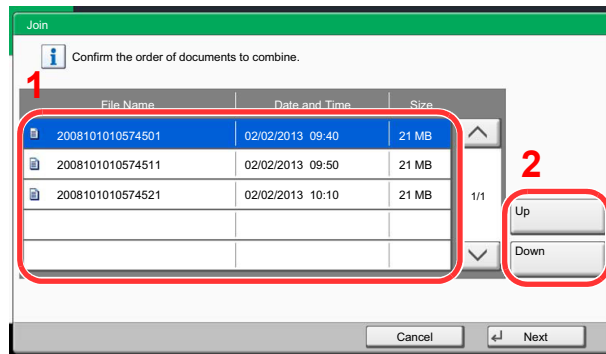 Join
Confirm the order of documents to combine.
1
File Name Date and Time Size
2008101010574501 02/02/2013 09:40 21 MB
2008101010574511 02/02/2013 09:50 21 MB
2008101010574521 02/02/2013 10:10 21 MB
1/1
2
Up
Down
Cancel Next